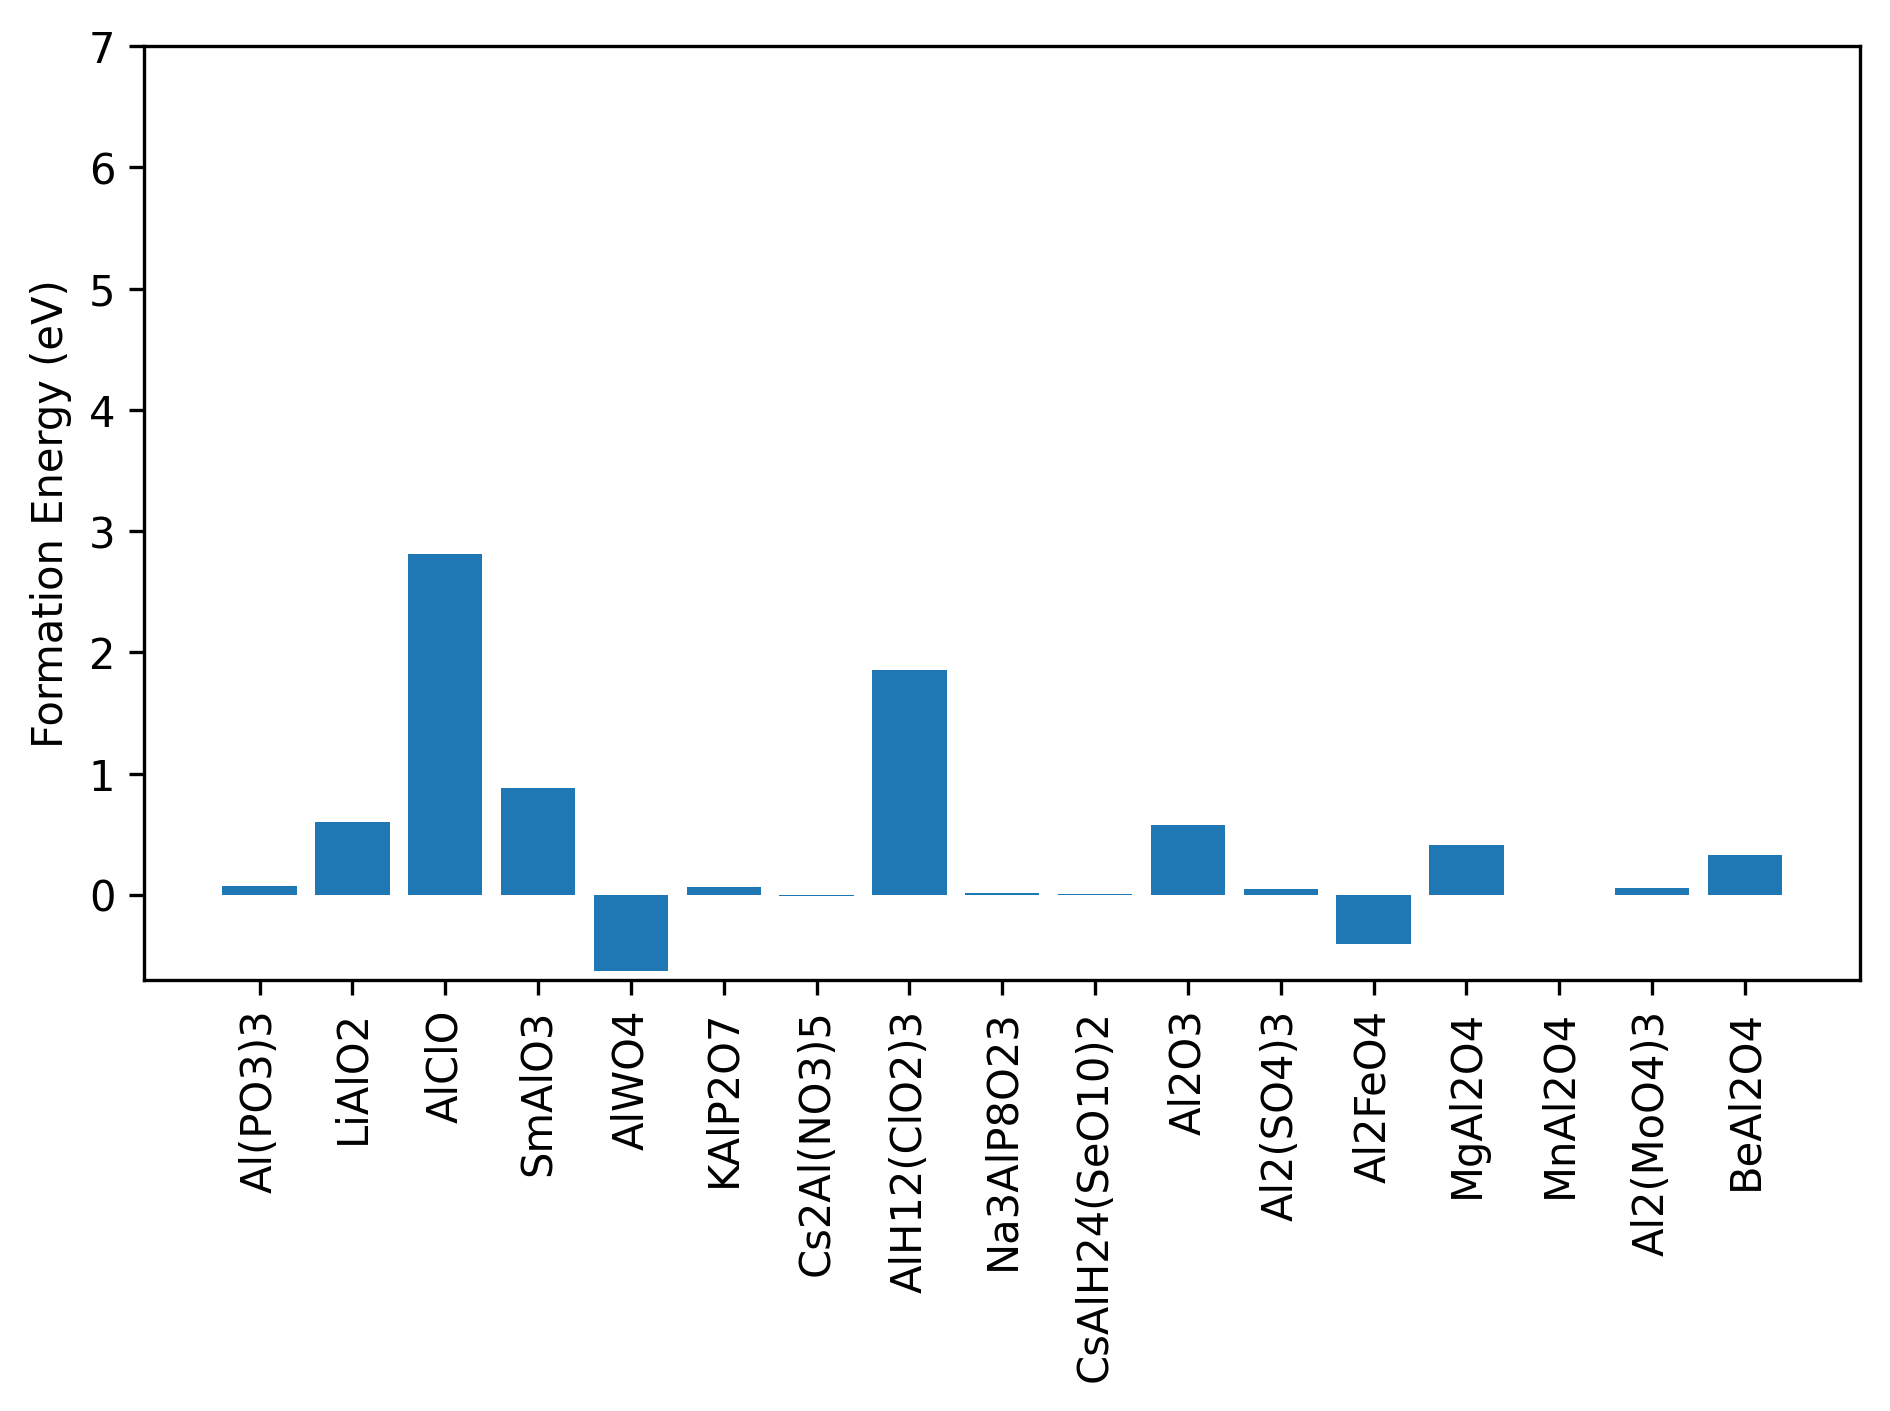 Formation Energy (eV)
7
6
5
4
3
2
1
0
Al(PO3)3
LiAlO2
AlClO
SmAlO3
AlWO4
KAlP2O7
Cs2Al(NO3)5
AlH12(ClO2)3
Na3AlP8O23
CsAlH24(SeO10)2
Al2O3
Al2(SO4)3
Al2FeO4
MgAl2O4
MnAl2O4
Al2(MoO4)3
BeAl2O4